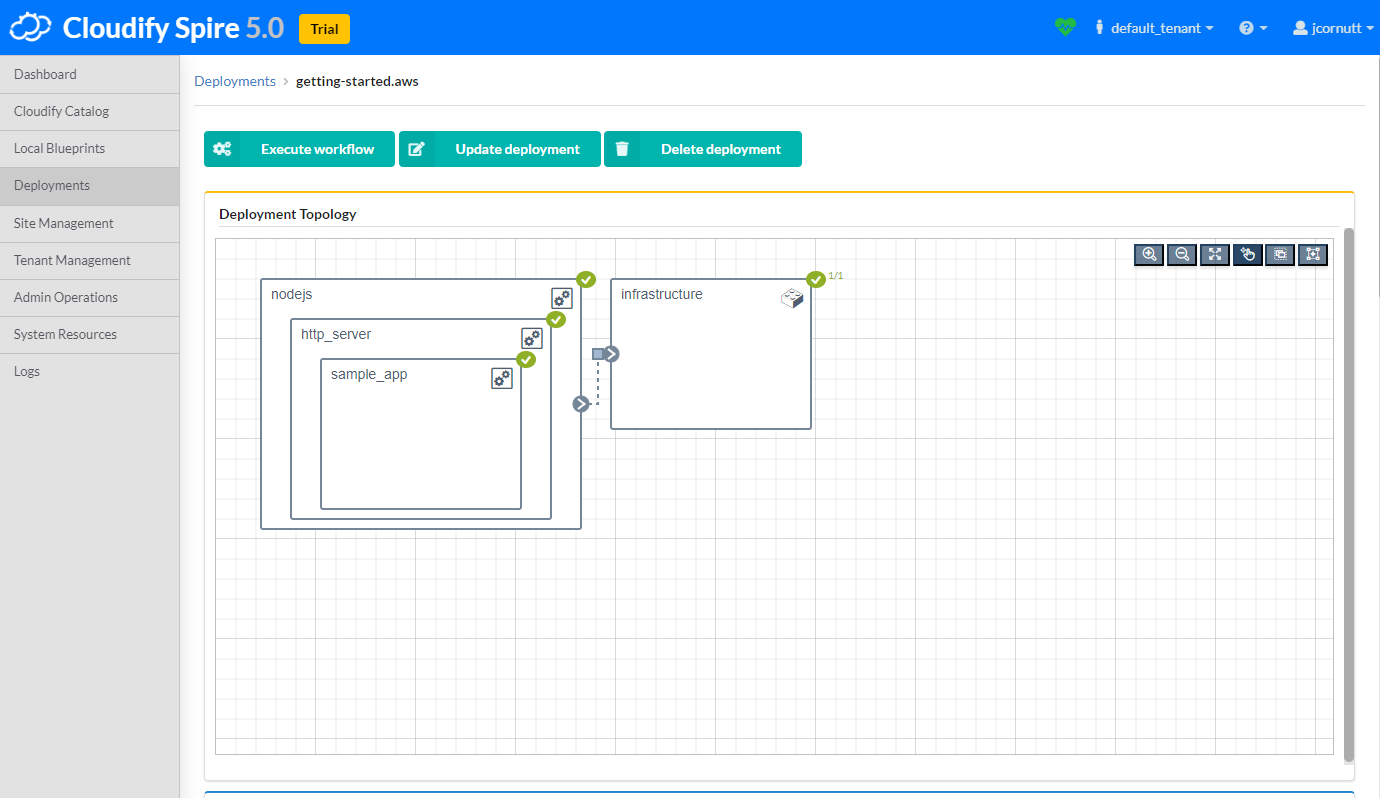 Cloudify Spire 5.0 Trial default_tenant jcornutt
Dashboard
Cloudify Catalog
Local Blueprints
Deployments
Site Management
Tenant Management
Admin Operations
System Resources
Logs
Deployments › getting-started.aws
Execute workflow Update deployment Delete deployment
Deployment Topology
nodejs
http_server
sample_app
infrastructure
1/1